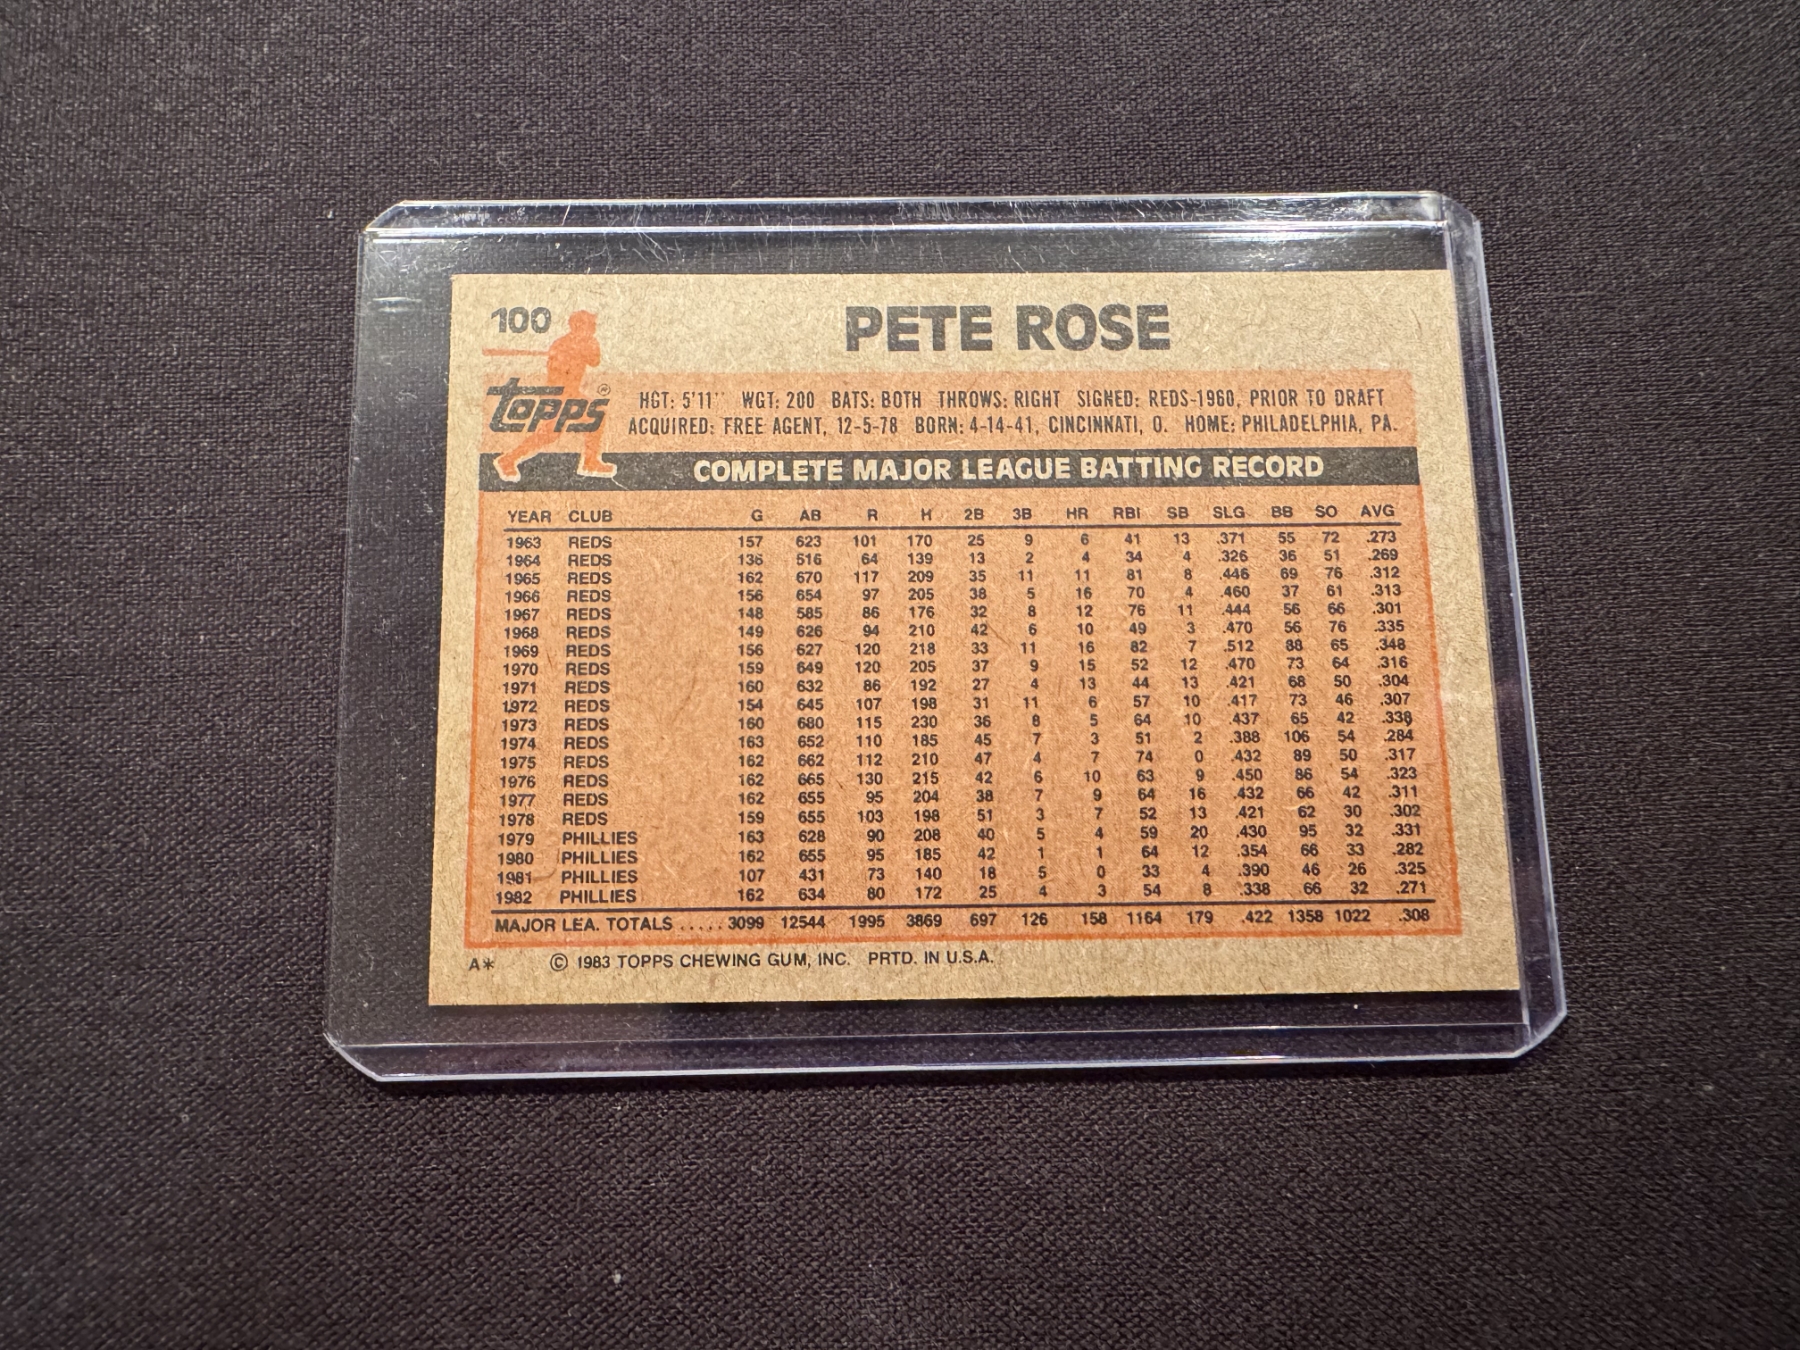 100
PETE ROSE
Topps®
HGT: 5'11" WGT: 200 BATS: BOTH THROWS: RIGHT SIGNED: REDS-1960, PRIOR TO DRAFT
ACQUIRED: FREE AGENT, 12-5-78 BORN: 4-14-41, CINCINNATI, O. HOME: PHILADELPHIA, PA.
COMPLETE MAJOR LEAGUE BATTING RECORD
YEAR CLUB G AB R H 2B 3B HR RBI SB SLG BB SO AVG
1963 REDS 157 623 101 170 25 9 6 41 13 .371 55 72 .273
1964 REDS 136 516 64 139 13 2 4 34 4 .326 36 51 .269
1965 REDS 162 670 117 209 35 11 11 81 8 .446 69 76 .312
1966 REDS 156 654 97 205 38 5 16 70 4 .460 37 61 .313
1967 REDS 148 585 86 176 32 8 12 76 11 .444 56 66 .301
1968 REDS 149 626 94 210 42 6 10 49 3 .470 56 76 .335
1969 REDS 156 627 120 218 33 11 16 82 7 .512 88 65 .348
1970 REDS 159 649 120 205 37 9 15 52 12 .470 73 64 .316
1971 REDS 160 632 86 192 27 4 13 44 13 .421 68 50 .304
1972 REDS 154 645 107 198 31 11 6 57 10 .417 73 46 .307
1973 REDS 160 680 115 230 36 8 5 64 10 .437 65 42 .338
1974 REDS 163 652 110 185 45 7 3 51 2 .388 106 54 .284
1975 REDS 162 662 112 210 47 4 7 74 0 .432 89 50 .317
1976 REDS 162 665 130 215 42 6 10 63 9 .450 86 54 .323
1977 REDS 162 655 95 204 38 7 9 64 16 .432 66 42 .311
1978 REDS 159 655 103 198 51 3 7 52 13 .421 62 30 .302
1979 PHILLIES 163 628 90 208 40 5 4 59 20 .430 95 32 .331
1980 PHILLIES 162 655 95 185 42 1 1 64 12 .354 66 33 .282
1981 PHILLIES 107 431 73 140 18 5 0 33 4 .390 46 26 .325
1982 PHILLIES 162 634 80 172 25 4 3 54 8 .338 66 32 .271
MAJOR LEA. TOTALS ..... 3099 12544 1995 3869 697 126 158 1164 179 .422 1358 1022 .308
A* © 1983 TOPPS CHEWING GUM, INC. PRTD. IN U.S.A.